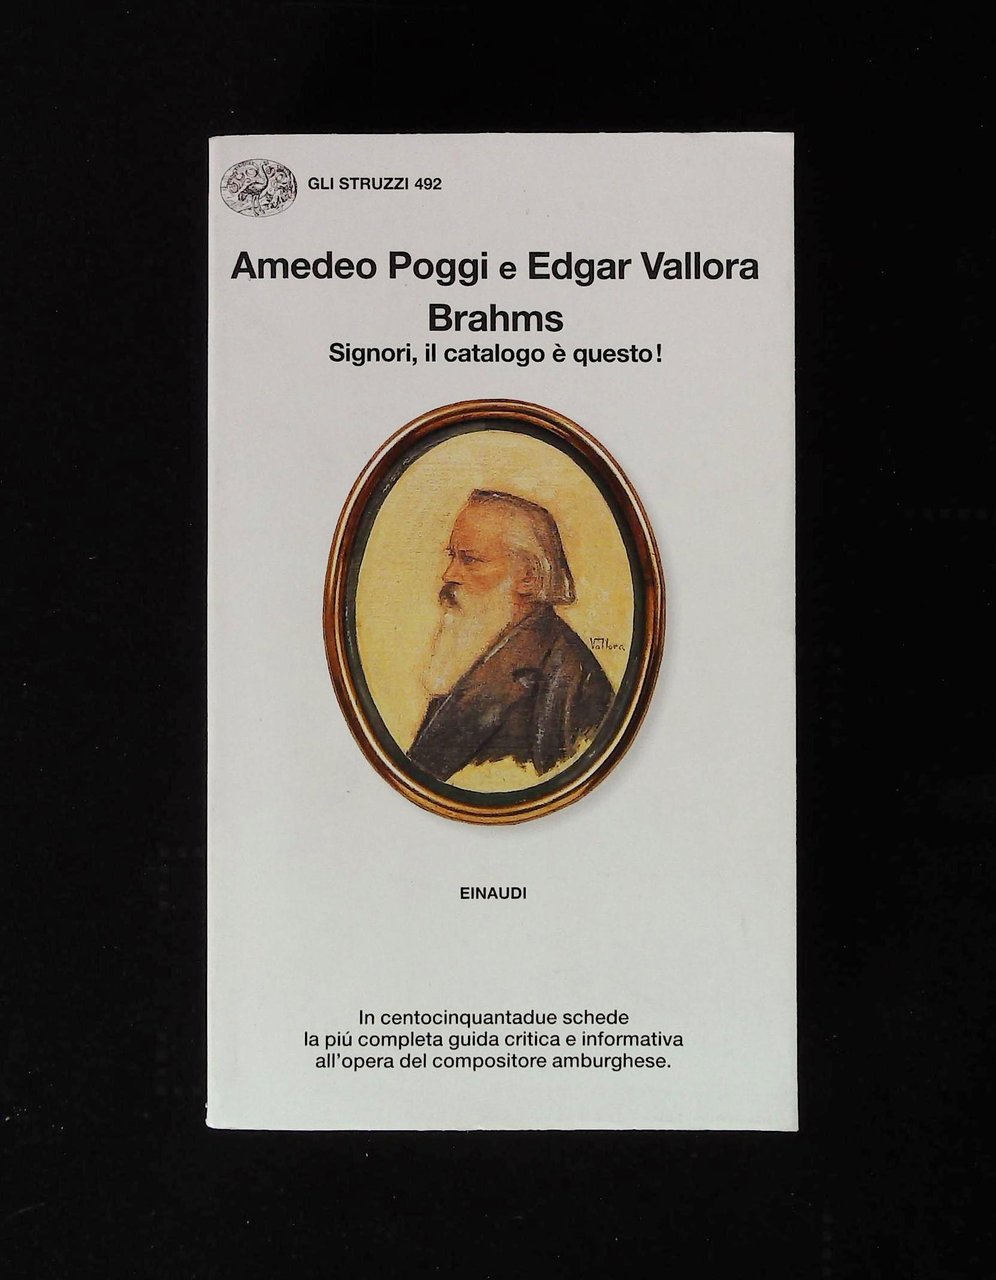 GLI STRUZZI 492
Amedeo Poggi e Edgar Vallora
Brahms
Signori, il catalogo è questo!
Vallora
EINAUDI
In centocinquantadue schede
la piú completa guida critica e informativa
all'opera del compositore amburghese.